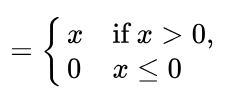 = { x if x > 0,
0 x ≤ 0